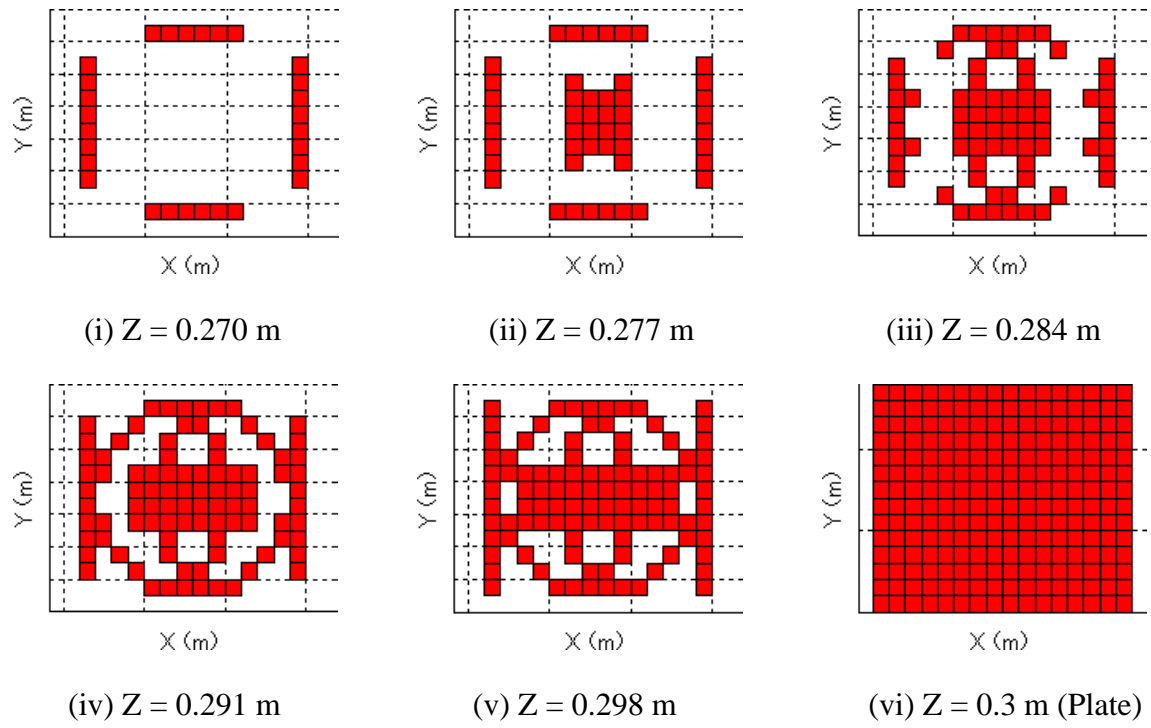 Y (m)
X (m)
(i) Z = 0.270 m
Y (m)
X (m)
(ii) Z = 0.277 m
Y (m)
X (m)
(iii) Z = 0.284 m
Y (m)
X (m)
(iv) Z = 0.291 m
Y (m)
X (m)
(v) Z = 0.298 m
Y (m)
X (m)
(vi) Z = 0.3 m (Plate)